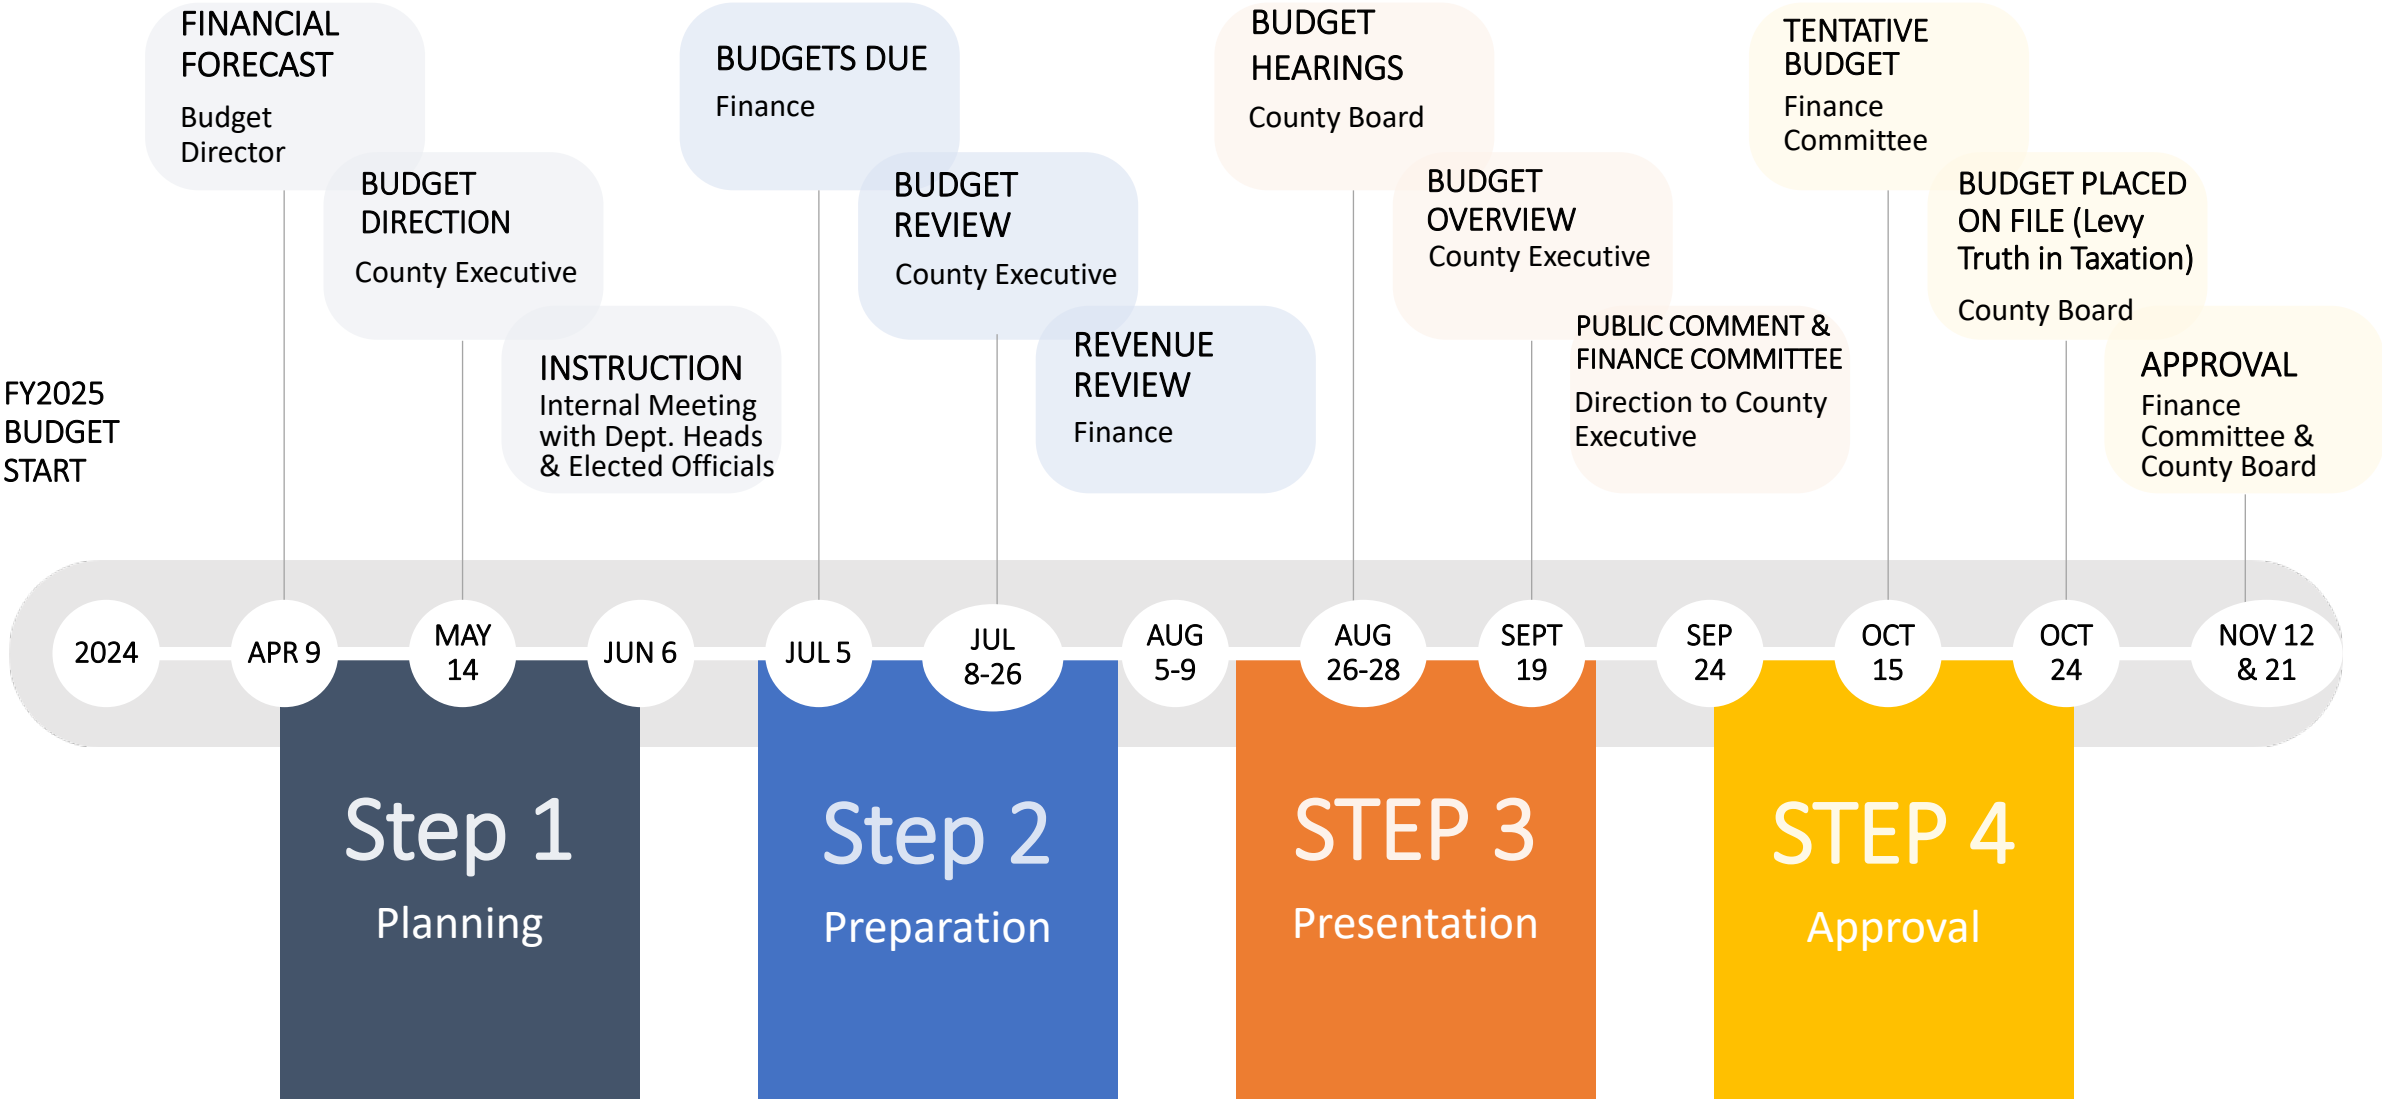 FINANCIAL
FORECAST
Budget
Director
BUDGET
DIRECTION
County Executive
INSTRUCTION
Internal Meeting
with Dept. Heads
& Elected Officials
BUDGETS DUE
Finance
BUDGET
REVIEW
County Executive
REVENUE
REVIEW
Finance
BUDGET
HEARINGS
County Board
BUDGET
OVERVIEW
County Executive
PUBLIC COMMENT &
FINANCE COMMITTEE
Direction to County
Executive
TENTATIVE
BUDGET
Finance
Committee
BUDGET PLACED
ON FILE (Levy
Truth in Taxation)
County Board
APPROVAL
Finance
Committee &
County Board
FY2025
BUDGET
START
2024
APR 9
MAY
14
JUN 6
JUL 5
JUL
8-26
AUG
5-9
AUG
26-28
SEPT
19
SEP
24
OCT
15
OCT
24
NOV 12
& 21
Step 1
Planning
Step 2
Preparation
STEP 3
Presentation
STEP 4
Approval